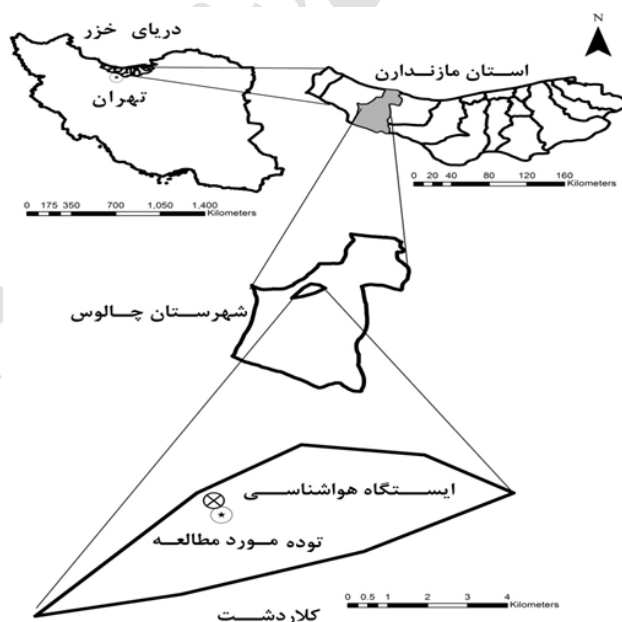 دریای خزر
تهران
0 175 350 700 1,050 1,400
Kilometers
N
استان مازندارن
0 20 40 80 120 160
Kilometers
شهرستان چالوس
ایستگاه هواشناسی
توده مورد مطالعه
کلاردشت
0 0.5 1 2 3 4
Kilometers